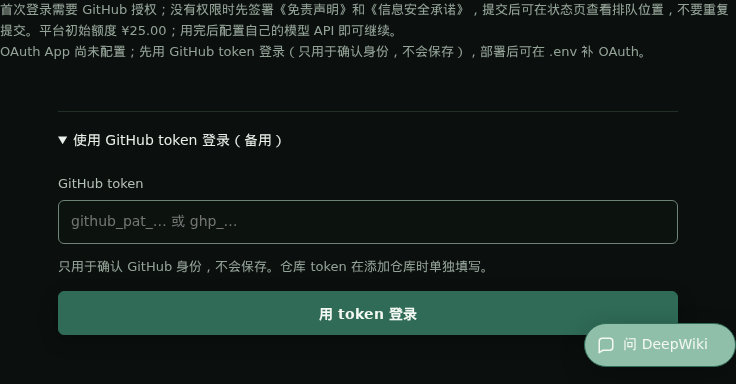 首次登录需要 GitHub 授权；没有权限时先签署《免责声明》和《信息安全承诺》，提交后可在状态页查看排队位置，不要重复
提交。平台初始额度 ¥25.00；用完后配置自己的模型 API 即可继续。
OAuth App 尚未配置；先用 GitHub token 登录（只用于确认身份，不会保存），部署后可在 .env 补 OAuth。
▼ 使用 GitHub token 登录（备用）
GitHub token
github_pat_... 或 ghp_...
只用于确认 GitHub 身份，不会保存。仓库 token 在添加仓库时单独填写。
用 token 登录
问 DeepWiki